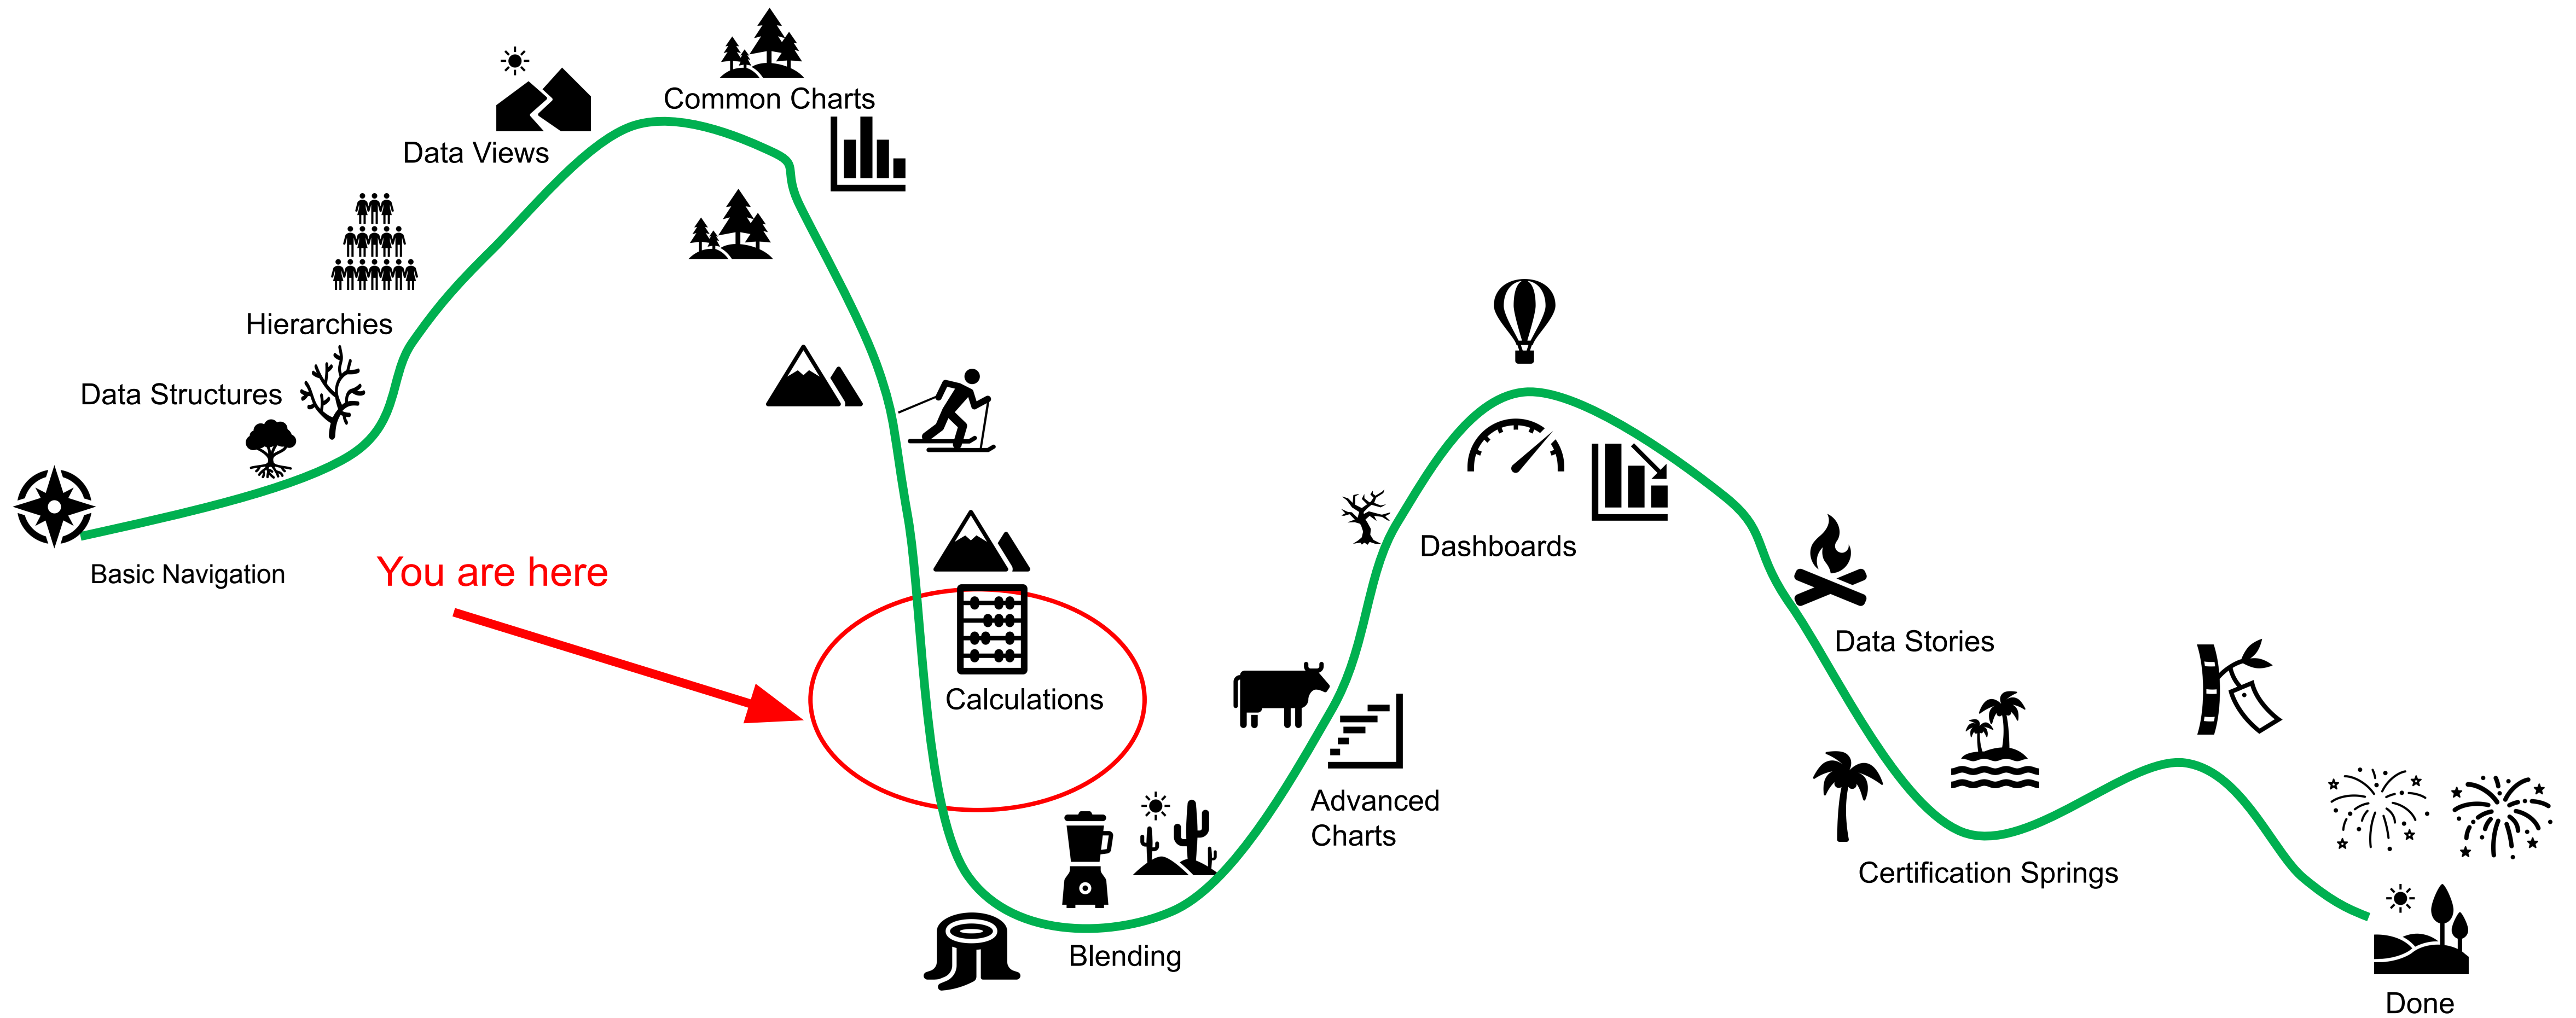 Common Charts
Data Views
Hierarchies
Data Structures
Basic Navigation
You are here
Calculations
Blending
Advanced
Charts
Dashboards
Data Stories
Certification Springs
Done